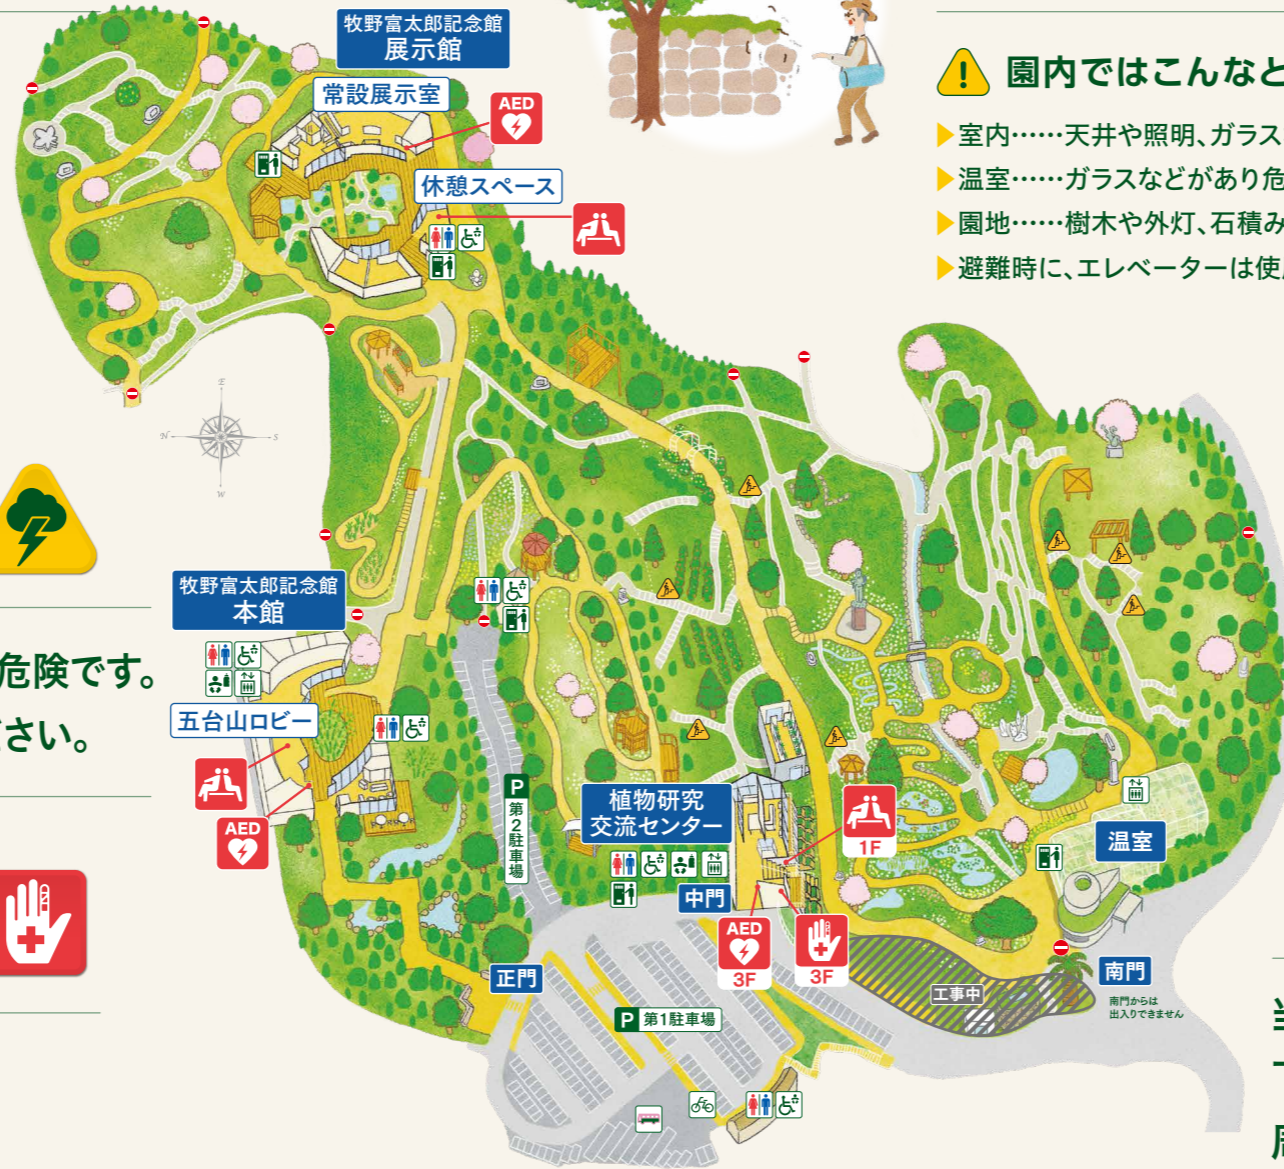 牧野富太郎記念館
展示館
常設展示室
AED
休憩スペース
園内ではこんなと
▶室内……天井や照明、ガラス
▶温室……ガラスなどがあり危
▶園地……樹木や外灯、石積み
▶避難時に、エレベーターは使
E
N
S
W
牧野富太郎記念館
本館
危険です。
ださい。
五台山ロビー
AED
P
第2駐車場
植物研究
交流センター
中門
1F
AED
3F
3F
温室
正門
P 第1駐車場
工事中
南門
南門からは
出入りできません